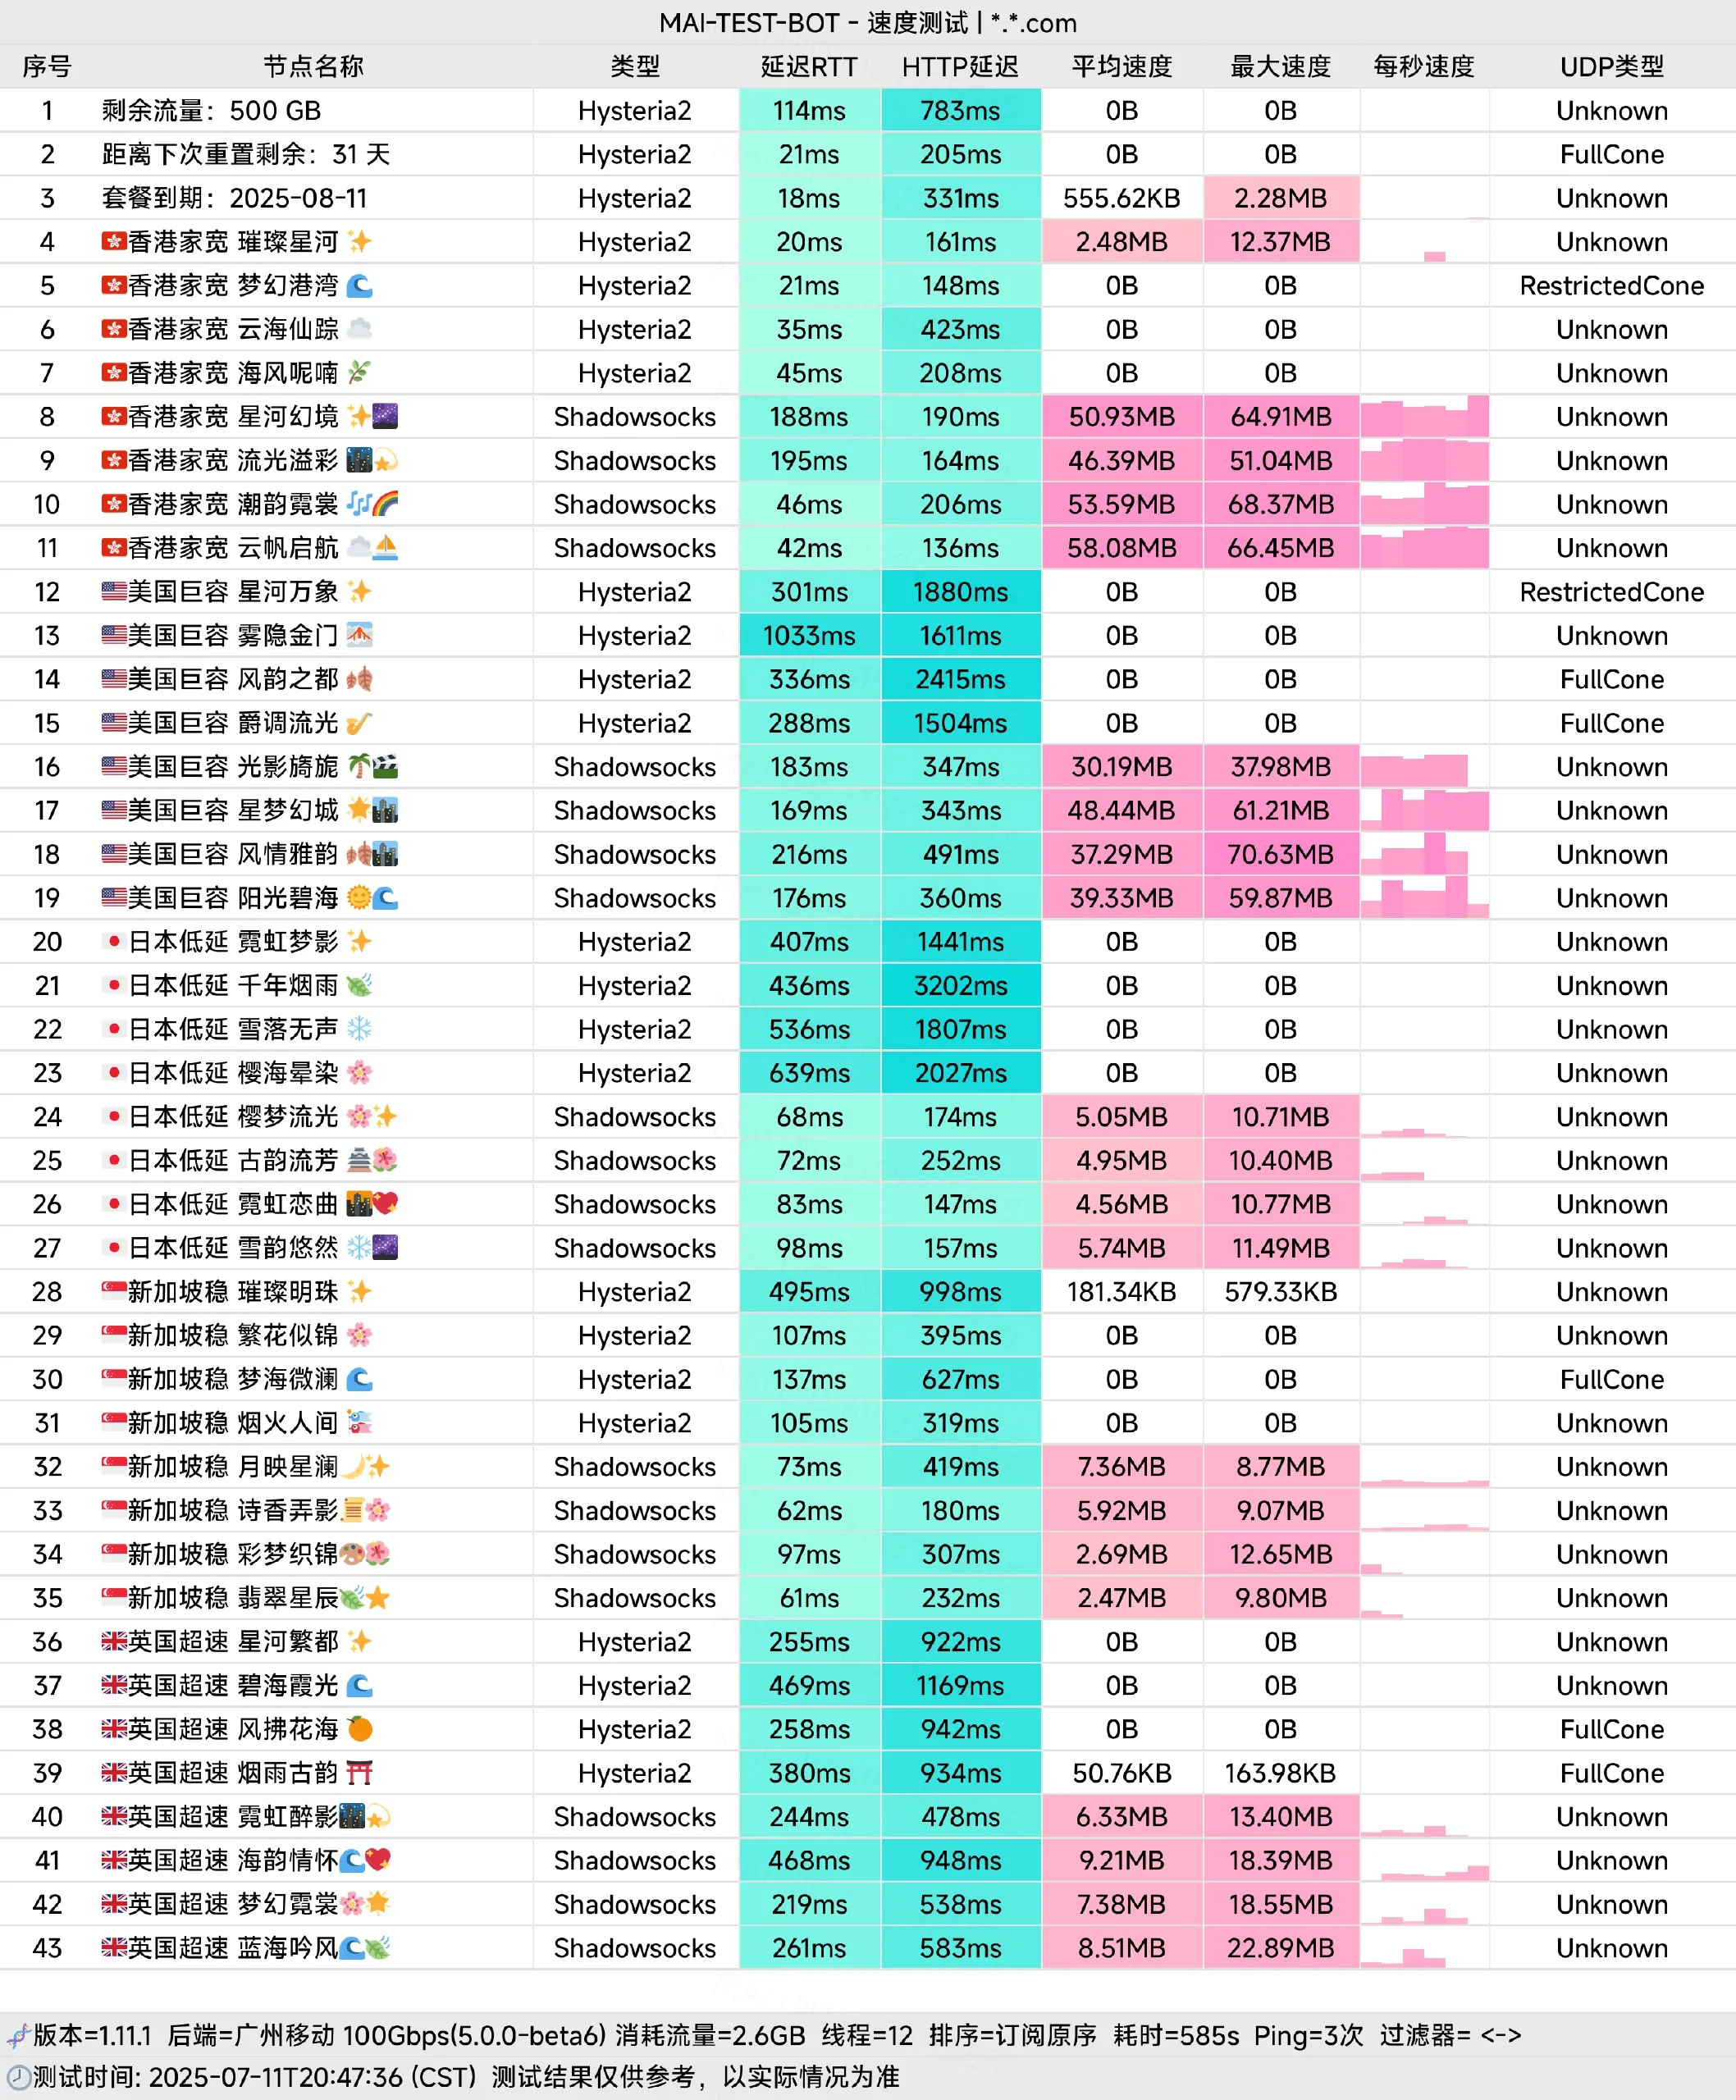 MAI-TEST-BOT - 速度测试 | *.*.com
序号 节点名称 类型 延迟RTT HTTP延迟 平均速度 最大速度 每秒速度 UDP类型
1 剩余流量：500 GB Hysteria2 114ms 783ms 0B 0B Unknown
2 距离下次重置剩余：31 天 Hysteria2 21ms 205ms 0B 0B FullCone
3 套餐到期：2025-08-11 Hysteria2 18ms 331ms 555.62KB 2.28MB Unknown
4 🇭🇰香港家宽 璀璨星河 ✨ Hysteria2 20ms 161ms 2.48MB 12.37MB Unknown
5 🇭🇰香港家宽 梦幻港湾 🌊 Hysteria2 21ms 148ms 0B 0B RestrictedCone
6 🇭🇰香港家宽 云海仙踪 ☁️ Hysteria2 35ms 423ms 0B 0B Unknown
7 🇭🇰香港家宽 海风呢喃 🌿 Hysteria2 45ms 208ms 0B 0B Unknown
8 🇭🇰香港家宽 星河幻境 ✨🌌 Shadowsocks 188ms 190ms 50.93MB 64.91MB Unknown
9 🇭🇰香港家宽 流光溢彩 🌃💫 Shadowsocks 195ms 164ms 46.39MB 51.04MB Unknown
10 🇭🇰香港家宽 潮韵霓裳 🎶🌈 Shadowsocks 46ms 206ms 53.59MB 68.37MB Unknown
11 🇭🇰香港家宽 云帆启航 ☁️⛵ Shadowsocks 42ms 136ms 58.08MB 66.45MB Unknown
12 🇺🇸美国巨容 星河万象 ✨ Hysteria2 301ms 1880ms 0B 0B RestrictedCone
13 🇺🇸美国巨容 雾隐金门 🌁 Hysteria2 1033ms 1611ms 0B 0B Unknown
14 🇺🇸美国巨容 风韵之都 🍂 Hysteria2 336ms 2415ms 0B 0B FullCone
15 🇺🇸美国巨容 爵调流光 🎷 Hysteria2 288ms 1504ms 0B 0B FullCone
16 🇺🇸美国巨容 光影旖旎 🌴🎬 Shadowsocks 183ms 347ms 30.19MB 37.98MB Unknown
17 🇺🇸美国巨容 星梦幻城 🌟🏙️ Shadowsocks 169ms 343ms 48.44MB 61.21MB Unknown
18 🇺🇸美国巨容 风情雅韵 🍂🏙️ Shadowsocks 216ms 491ms 37.29MB 70.63MB Unknown
19 🇺🇸美国巨容 阳光碧海 🌞🌊 Shadowsocks 176ms 360ms 39.33MB 59.87MB Unknown
20 🇯🇵日本低延 霓虹梦影 ✨ Hysteria2 407ms 1441ms 0B 0B Unknown
21 🇯🇵日本低延 千年烟雨 🍃 Hysteria2 436ms 3202ms 0B 0B Unknown
22 🇯🇵日本低延 雪落无声 ❄️ Hysteria2 536ms 1807ms 0B 0B Unknown
23 🇯🇵日本低延 樱海晕染 🌸 Hysteria2 639ms 2027ms 0B 0B Unknown
24 🇯🇵日本低延 樱梦流光 🌸✨ Shadowsocks 68ms 174ms 5.05MB 10.71MB Unknown
25 🇯🇵日本低延 古韵流芳 🏯🌺 Shadowsocks 72ms 252ms 4.95MB 10.40MB Unknown
26 🇯🇵日本低延 霓虹恋曲 🌆💖 Shadowsocks 83ms 147ms 4.56MB 10.77MB Unknown
27 🇯🇵日本低延 雪韵悠然 ❄️🌌 Shadowsocks 98ms 157ms 5.74MB 11.49MB Unknown
28 🇸🇬新加坡稳 璀璨明珠 ✨ Hysteria2 495ms 998ms 181.34KB 579.33KB Unknown
29 🇸🇬新加坡稳 繁花似锦 🌸 Hysteria2 107ms 395ms 0B 0B Unknown
30 🇸🇬新加坡稳 梦海微澜 🌊 Hysteria2 137ms 627ms 0B 0B FullCone
31 🇸🇬新加坡稳 烟火人间 🎏 Hysteria2 105ms 319ms 0B 0B Unknown
32 🇸🇬新加坡稳 月映星澜🌙✨ Shadowsocks 73ms 419ms 7.36MB 8.77MB Unknown
33 🇸🇬新加坡稳 诗香弄影📜🌸 Shadowsocks 62ms 180ms 5.92MB 9.07MB Unknown
34 🇸🇬新加坡稳 彩梦织锦🎨🌺 Shadowsocks 97ms 307ms 2.69MB 12.65MB Unknown
35 🇸🇬新加坡稳 翡翠星辰🍃⭐ Shadowsocks 61ms 232ms 2.47MB 9.80MB Unknown
36 🇬🇧英国超速 星河繁都 ✨ Hysteria2 255ms 922ms 0B 0B Unknown
37 🇬🇧英国超速 碧海霞光 🌊 Hysteria2 469ms 1169ms 0B 0B Unknown
38 🇬🇧英国超速 风拂花海 🍊 Hysteria2 258ms 942ms 0B 0B FullCone
39 🇬🇧英国超速 烟雨古韵 ⛩️ Hysteria2 380ms 934ms 50.76KB 163.98KB FullCone
40 🇬🇧英国超速 霓虹醉影🌃💫 Shadowsocks 244ms 478ms 6.33MB 13.40MB Unknown
41 🇬🇧英国超速 海韵情怀🌊💖 Shadowsocks 468ms 948ms 9.21MB 18.39MB Unknown
42 🇬🇧英国超速 梦幻霓裳🌸🌟 Shadowsocks 219ms 538ms 7.38MB 18.55MB Unknown
43 🇬🇧英国超速 蓝海吟风🌊🍃 Shadowsocks 261ms 583ms 8.51MB 22.89MB Unknown
🧬版本=1.11.1 后端=广州移动 100Gbps(5.0.0-beta6) 消耗流量=2.6GB 线程=12 排序=订阅原序 耗时=585s Ping=3次 过滤器= <->
🕗测试时间: 2025-07-11T20:47:36 (CST) 测试结果仅供参考，以实际情况为准